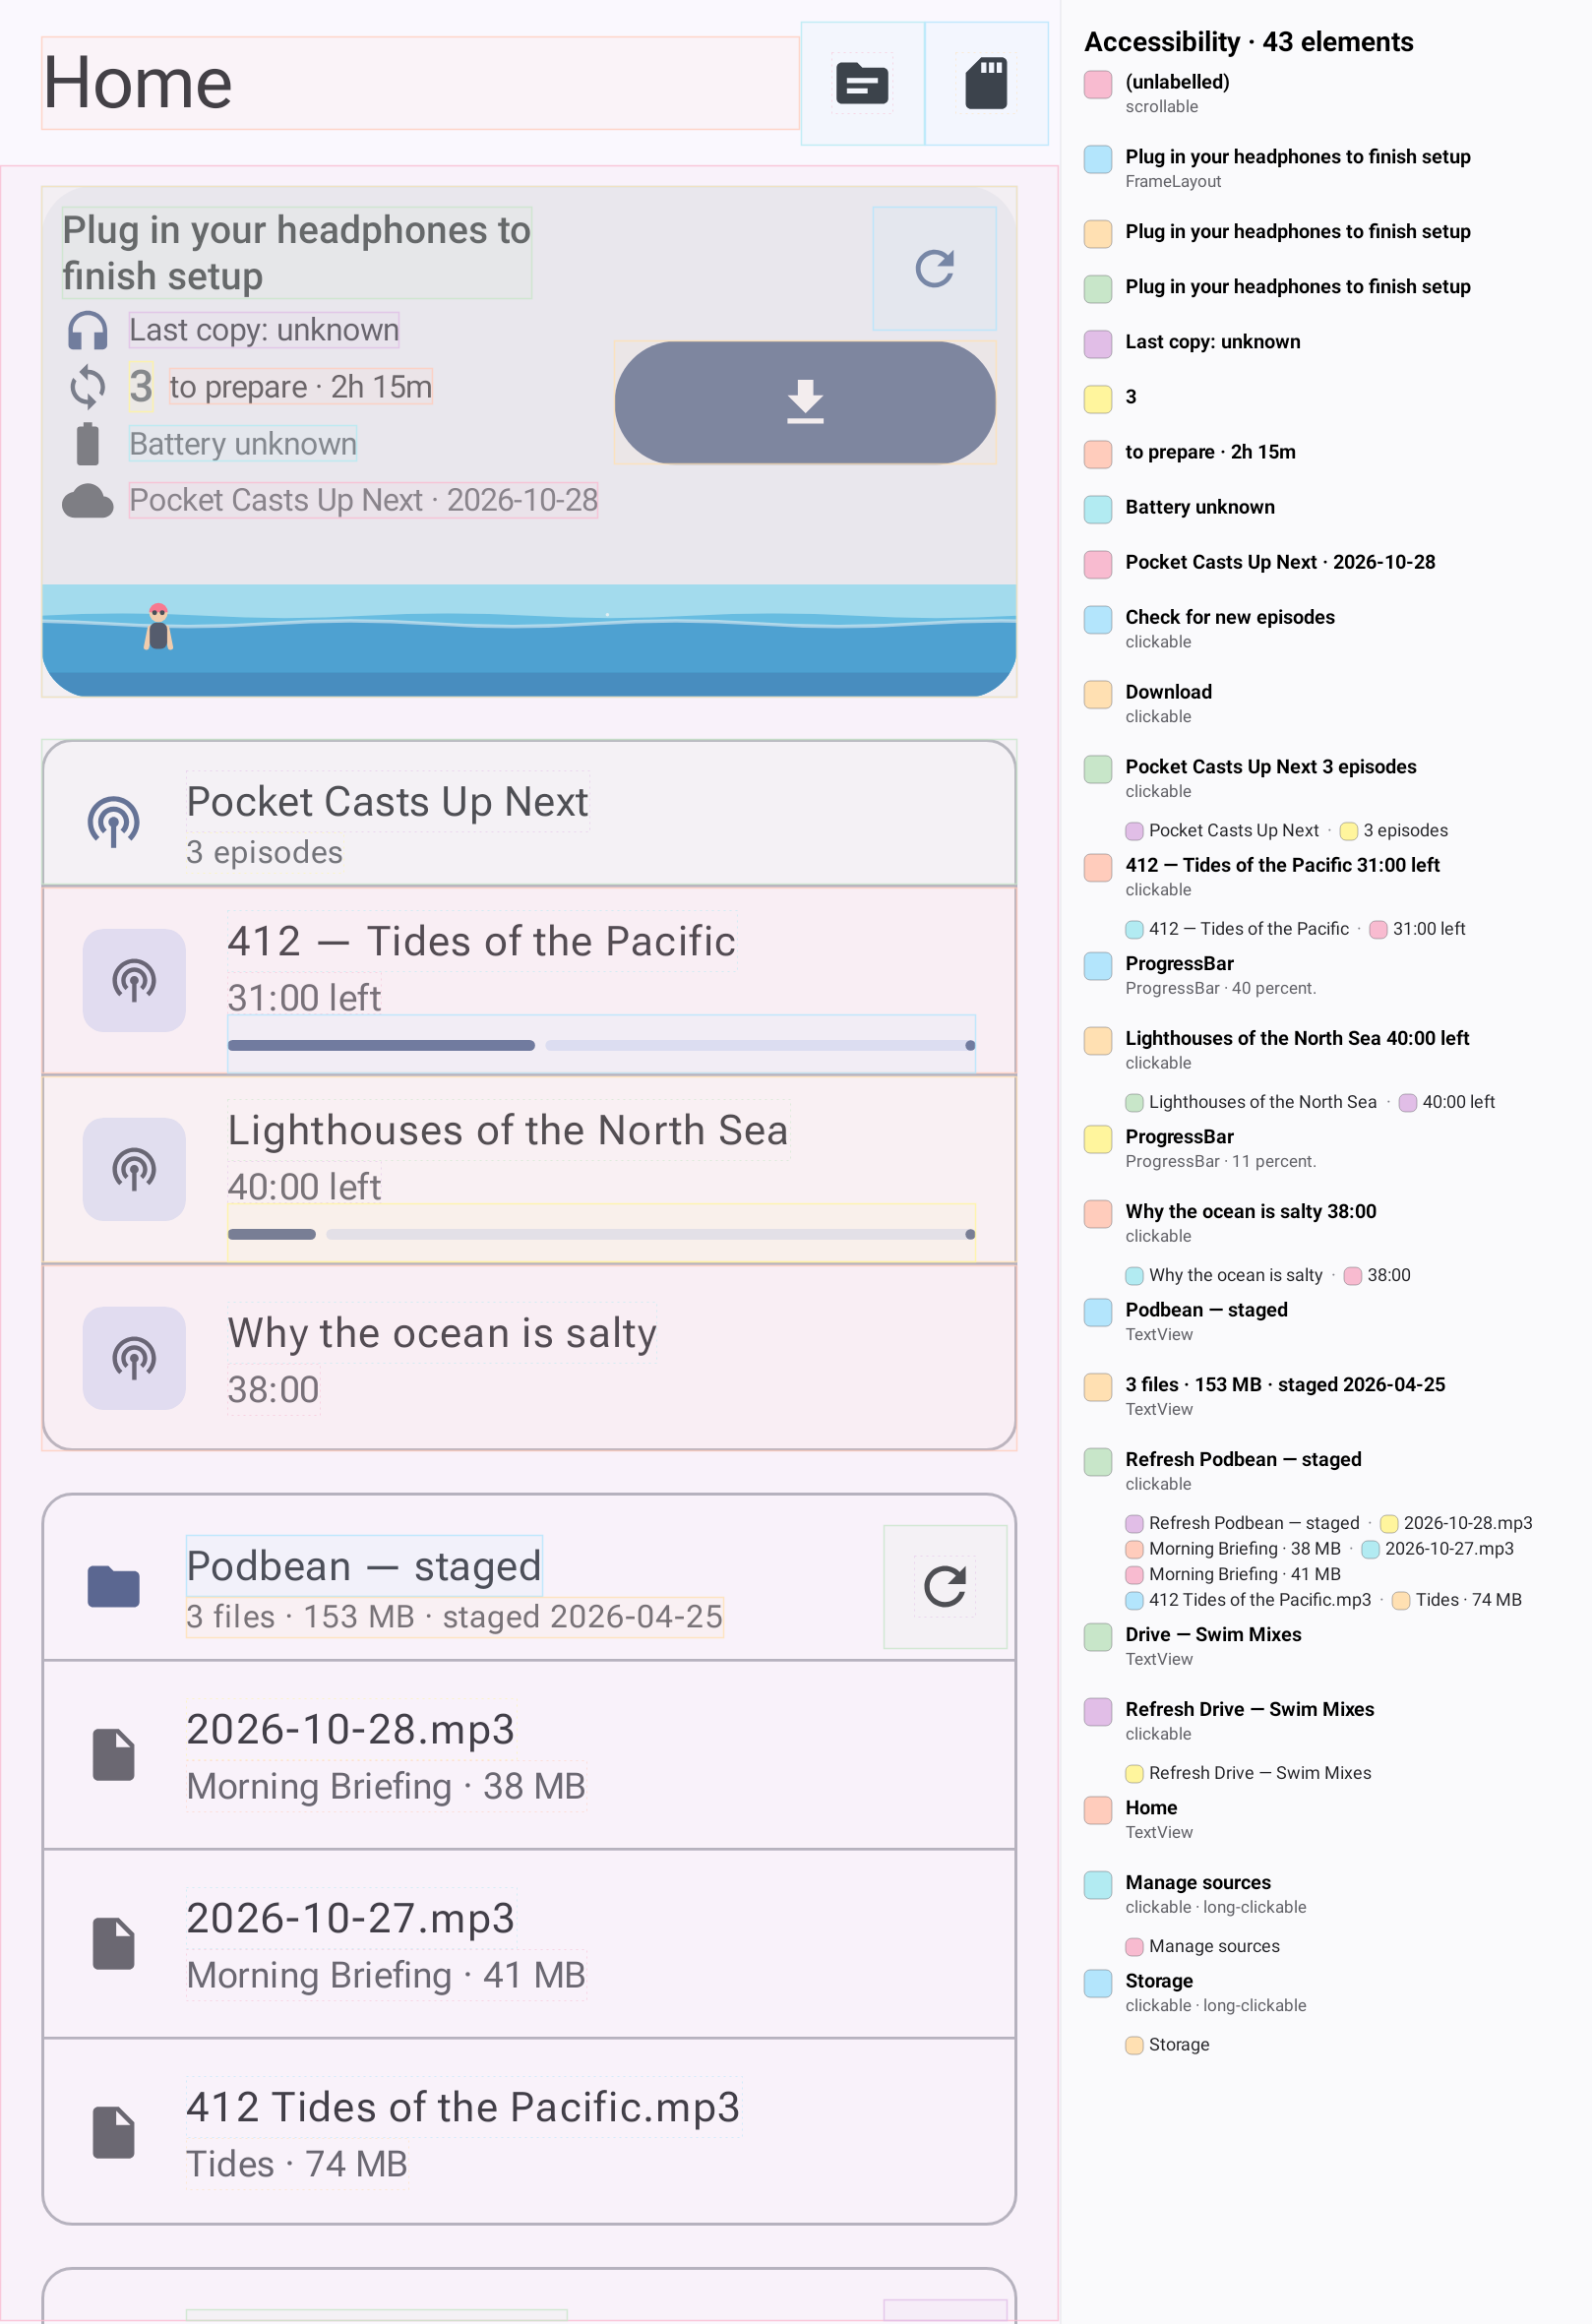 Home
Plug in your headphones to
finish setup
Last copy: unknown
3 to prepare · 2h 15m
Battery unknown
Pocket Casts Up Next · 2026-10-28
Pocket Casts Up Next
3 episodes
412 — Tides of the Pacific
31:00 left
Lighthouses of the North Sea
40:00 left
Why the ocean is salty
38:00
Podbean — staged
3 files · 153 MB · staged 2026-04-25
2026-10-28.mp3
Morning Briefing · 38 MB
2026-10-27.mp3
Morning Briefing · 41 MB
412 Tides of the Pacific.mp3
Tides · 74 MB
Accessibility · 43 elements
(unlabelled)
scrollable
Plug in your headphones to finish setup
FrameLayout
Plug in your headphones to finish setup
Plug in your headphones to finish setup
Last copy: unknown
3
to prepare · 2h 15m
Battery unknown
Pocket Casts Up Next · 2026-10-28
Check for new episodes
clickable
Download
clickable
Pocket Casts Up Next 3 episodes
clickable
Pocket Casts Up Next · 3 episodes
412 — Tides of the Pacific 31:00 left
clickable
412 — Tides of the Pacific · 31:00 left
ProgressBar
ProgressBar · 40 percent.
Lighthouses of the North Sea 40:00 left
clickable
Lighthouses of the North Sea · 40:00 left
ProgressBar
ProgressBar · 11 percent.
Why the ocean is salty 38:00
clickable
Why the ocean is salty · 38:00
Podbean — staged
TextView
3 files · 153 MB · staged 2026-04-25
TextView
Refresh Podbean — staged
clickable
Refresh Podbean — staged · 2026-10-28.mp3
Morning Briefing · 38 MB · 2026-10-27.mp3
Morning Briefing · 41 MB
412 Tides of the Pacific.mp3 · Tides · 74 MB
Drive — Swim Mixes
TextView
Refresh Drive — Swim Mixes
clickable
Refresh Drive — Swim Mixes
Home
TextView
Manage sources
clickable · long-clickable
Manage sources
Storage
clickable · long-clickable
Storage